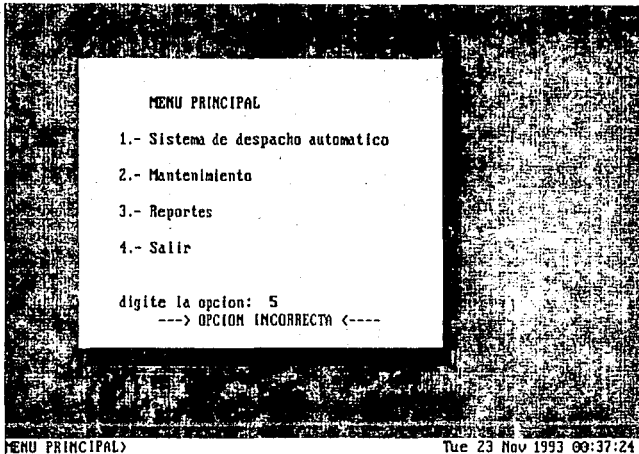 MENU PRINCIPAL
1.- Sistema de despacho automatico
2.- Mantenimiento
3.- Reportes
4.- Salir
digite la opcion: 5
---> OPCION INCORRECTA <----
MENU PRINCIPAL> Tue 23 Nov 1993 00:37:24